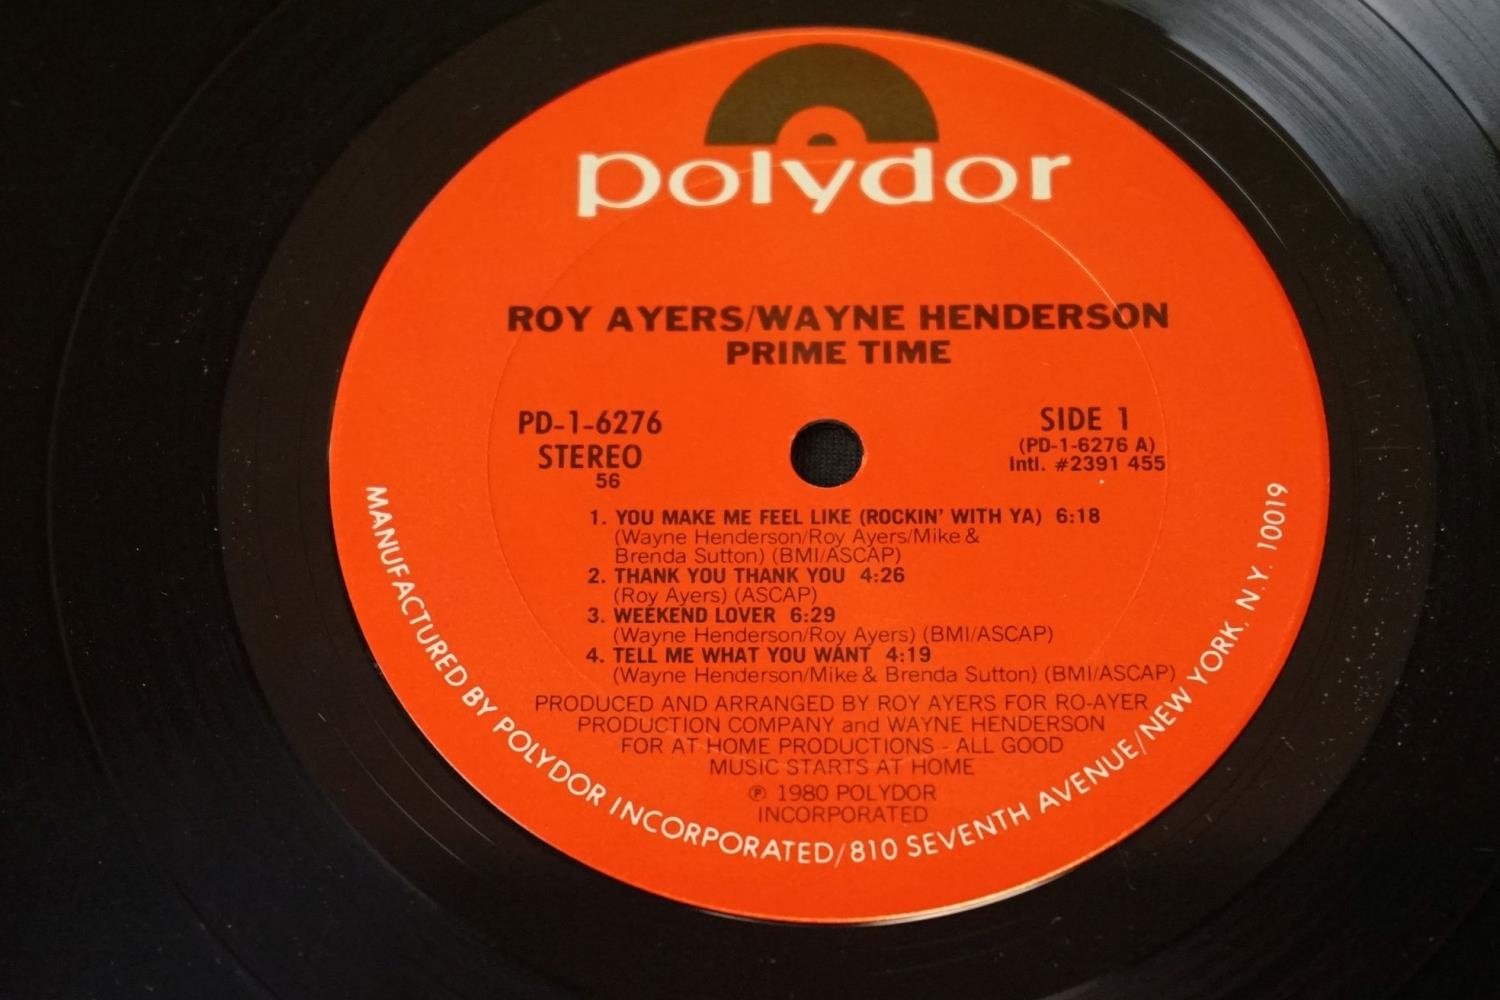 polydor
ROY AYERS/WAYNE HENDERSON
PRIME TIME
PD-1-6276
STEREO
56
SIDE 1
(PD-1-6276 A)
Intl. #2391 455
1. YOU MAKE ME FEEL LIKE (ROCKIN' WITH YA) 6:18
(Wayne Henderson/Roy Ayers/Mike &
Brenda Sutton) (BMI/ASCAP)
2. THANK YOU THANK YOU 4:26
(Roy Ayers) (ASCAP)
3. WEEKEND LOVER 6:29
(Wayne Henderson/Roy Ayers) (BMI/ASCAP)
4. TELL ME WHAT YOU WANT 4:19
(Wayne Henderson/Mike & Brenda Sutton) (BMI/ASCAP)
PRODUCED AND ARRANGED BY ROY AYERS FOR RO-AYER
PRODUCTION COMPANY and WAYNE HENDERSON
FOR AT HOME PRODUCTIONS - ALL GOOD
MUSIC STARTS AT HOME
℗ 1980 POLYDOR
INCORPORATED
MANUFACTURED BY POLYDOR INCORPORATED/810 SEVENTH AVENUE/NEW YORK, N.Y. 10019